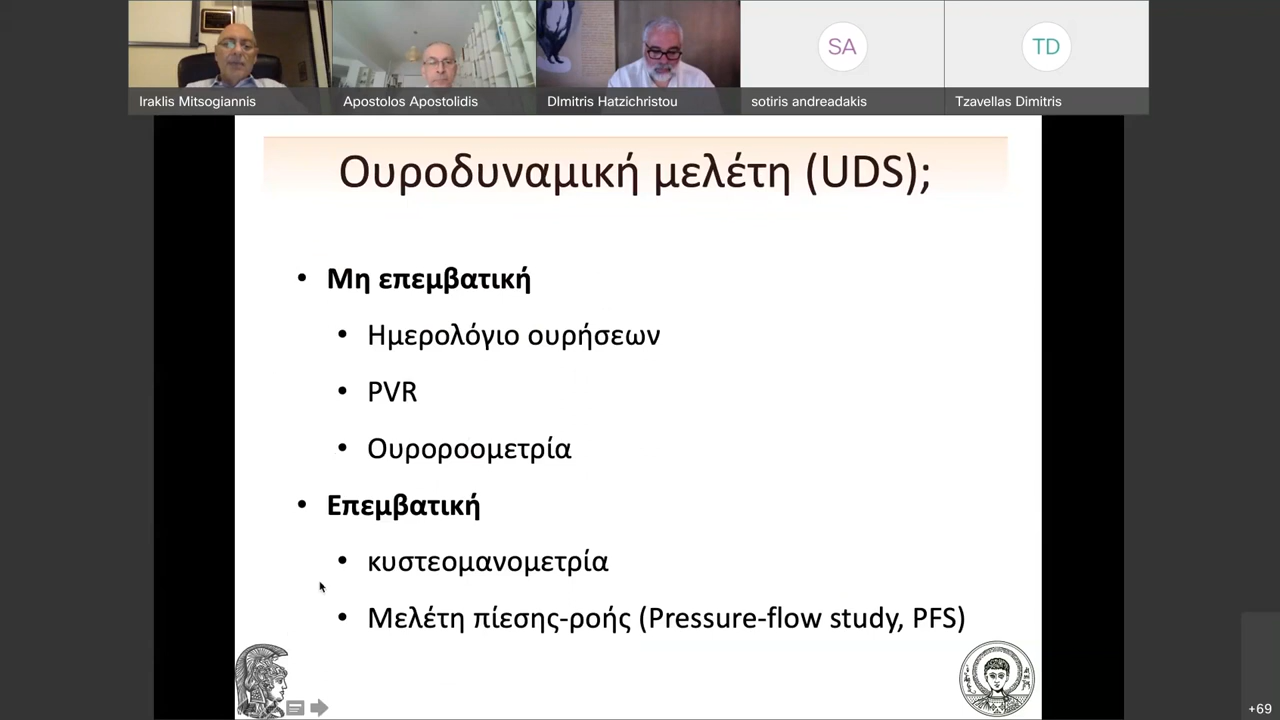 SA
TD
Iraklis Mitsogiannis
Apostolos Apostolidis
DImitris Hatzichristou
sotiris andreadakis
Tzavellas Dimitris
Ουροδυναμική μελέτη (UDS);
• Μη επεμβατική
• Ημερολόγιο ουρήσεων
• PVR
• Ουροροομετρία
• Επεμβατική
• κυστεομανομετρία
• Μελέτη πίεσης-ροής (Pressure-flow study, PFS)
+69